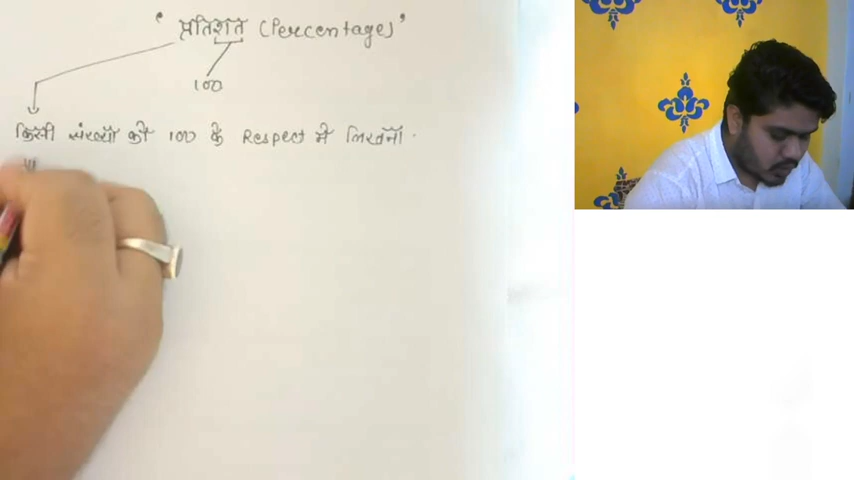 ' प्रतिशत (Percentage) '
100
किसी संख्याँ को 100 के Respect में लिखनाँ .